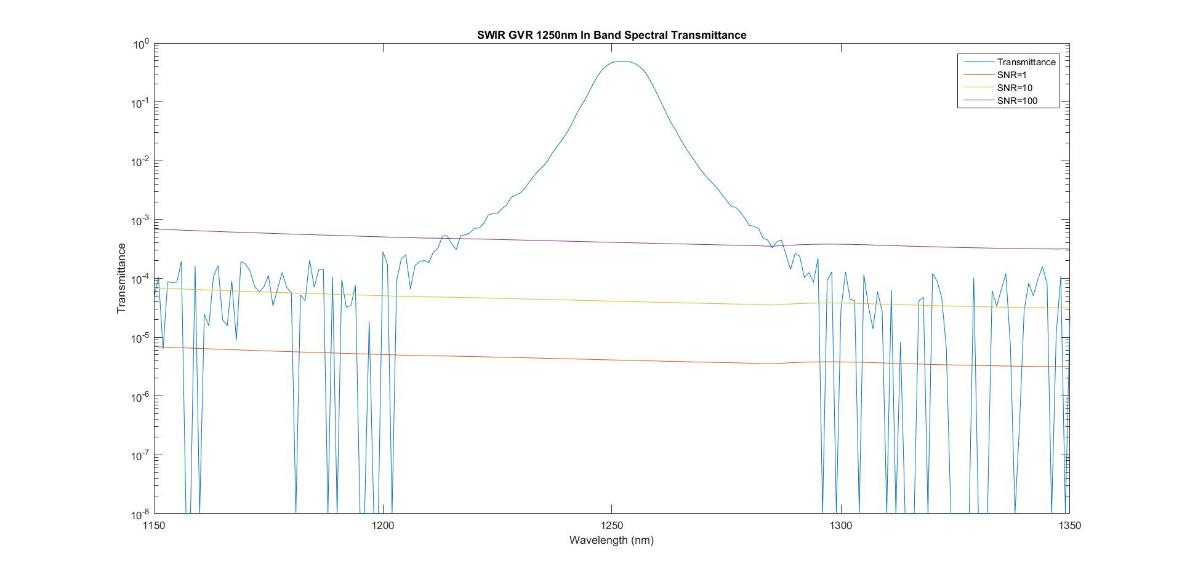 SWIR GVR 1250nm In Band Spectral Transmittance
10^0
Transmittance
SNR=1
SNR=10
SNR=100
10^-1
10^-2
10^-3
10^-4
10^-5
10^-6
10^-7
10^-8
Transmittance
1150
1200
1250
1300
1350
Wavelength (nm)